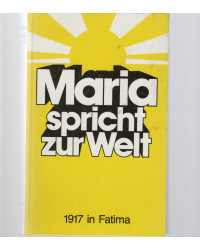 Maria
spricht
zur Welt
1917 in Fatima